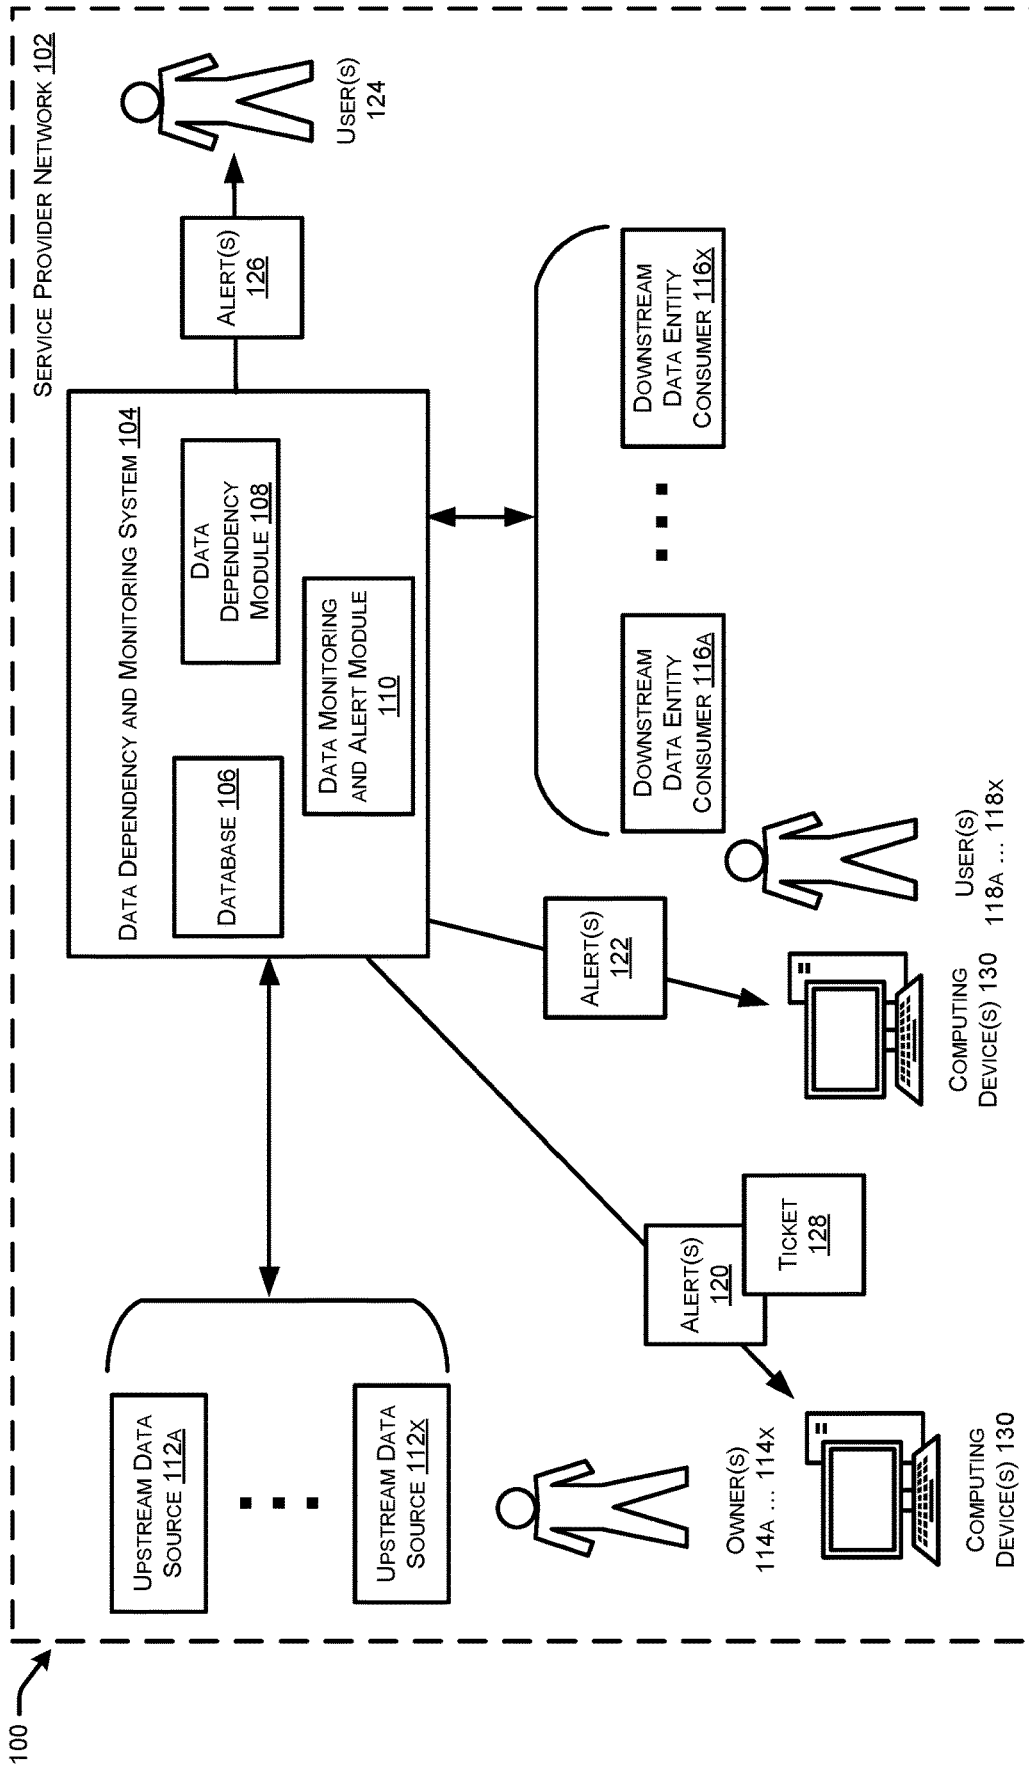 100
SERVICE PROVIDER NETWORK 102
DATA DEPENDENCY AND MONITORING SYSTEM 104
DATABASE 106
DATA
DEPENDENCY
MODULE 108
DATA MONITORING
AND ALERT MODULE
110
ALERT(S)
126
USER(S)
124
UPSTREAM DATA
SOURCE 112A
UPSTREAM DATA
SOURCE 112X
OWNER(S)
114A ... 114X
COMPUTING
DEVICE(S) 130
ALERT(S)
120
TICKET
128
ALERT(S)
122
COMPUTING
DEVICE(S) 130
USER(S)
118A ... 118X
DOWNSTREAM
DATA ENTITY
CONSUMER 116A
DOWNSTREAM
DATA ENTITY
CONSUMER 116X